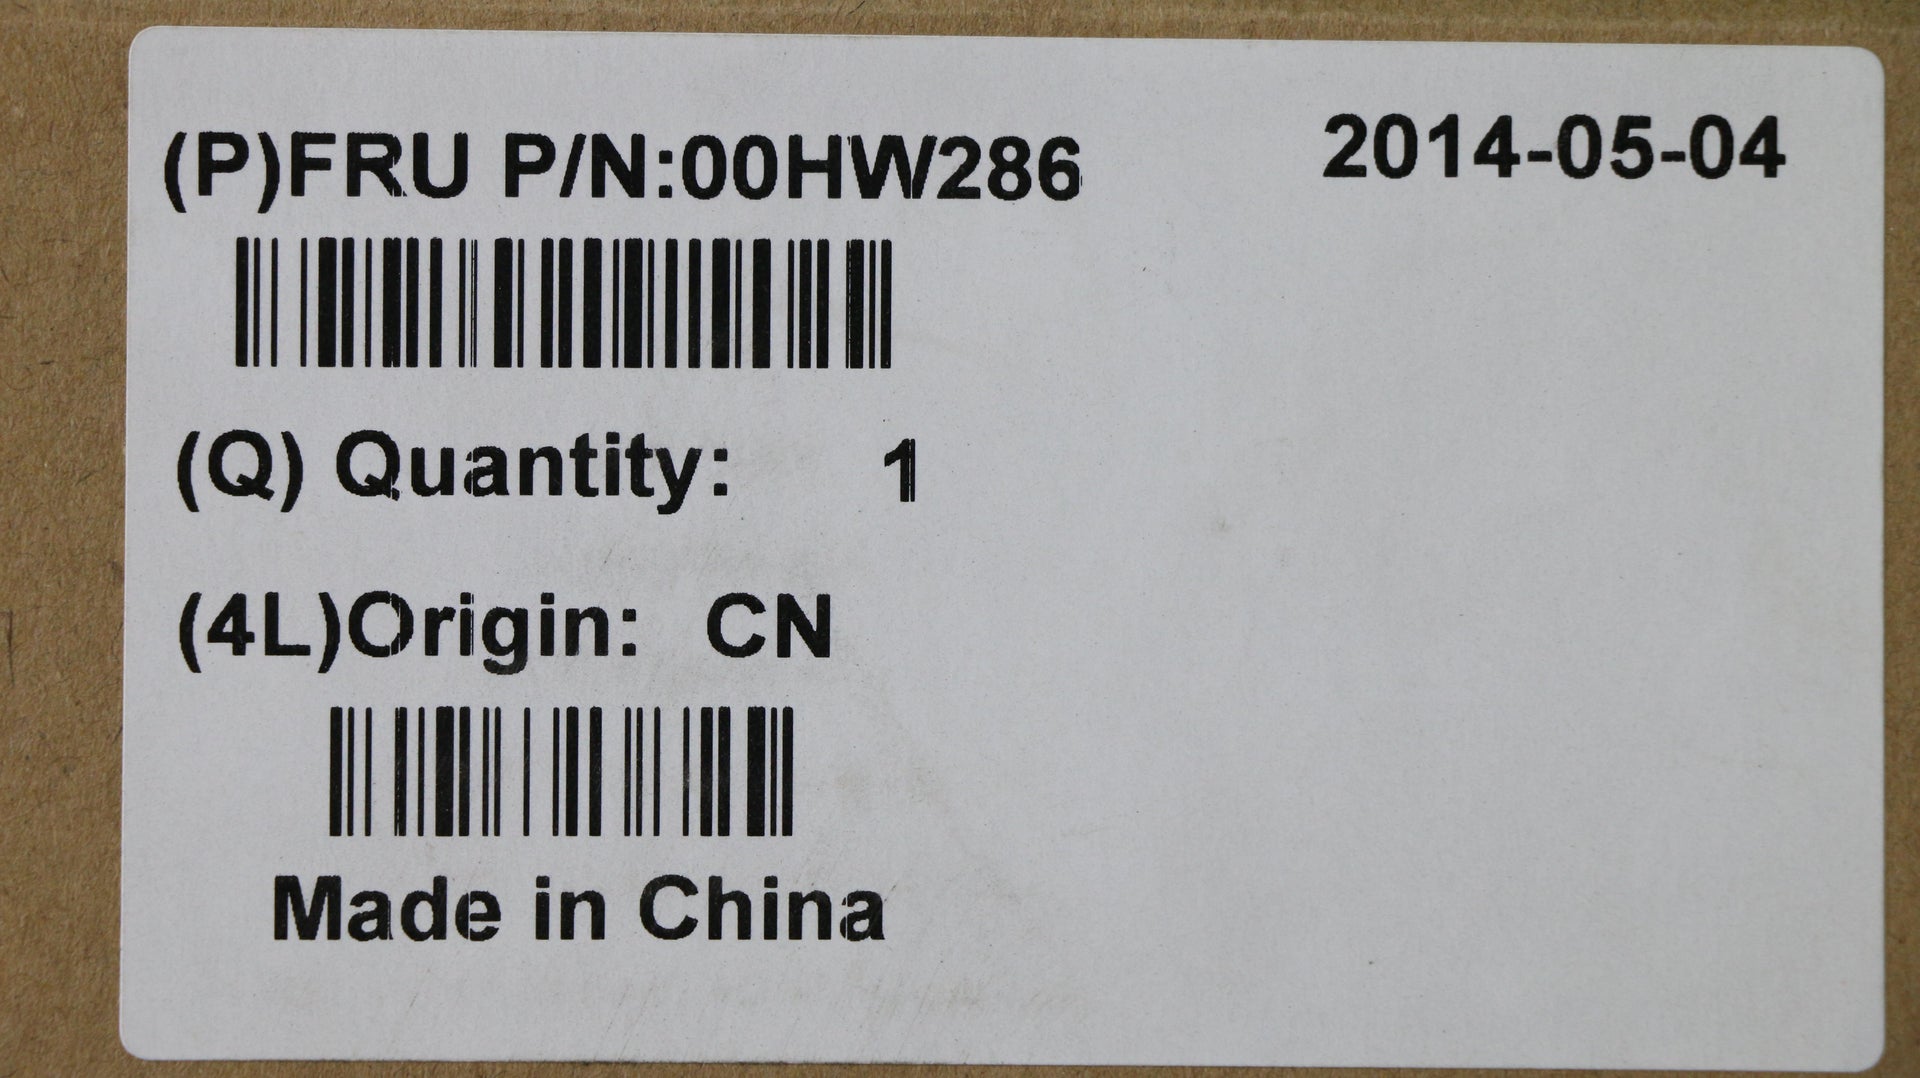 (P)FRU P/N:00HW286
2014-05-04
(Q) Quantity: 1
(4L)Origin: CN
Made in China